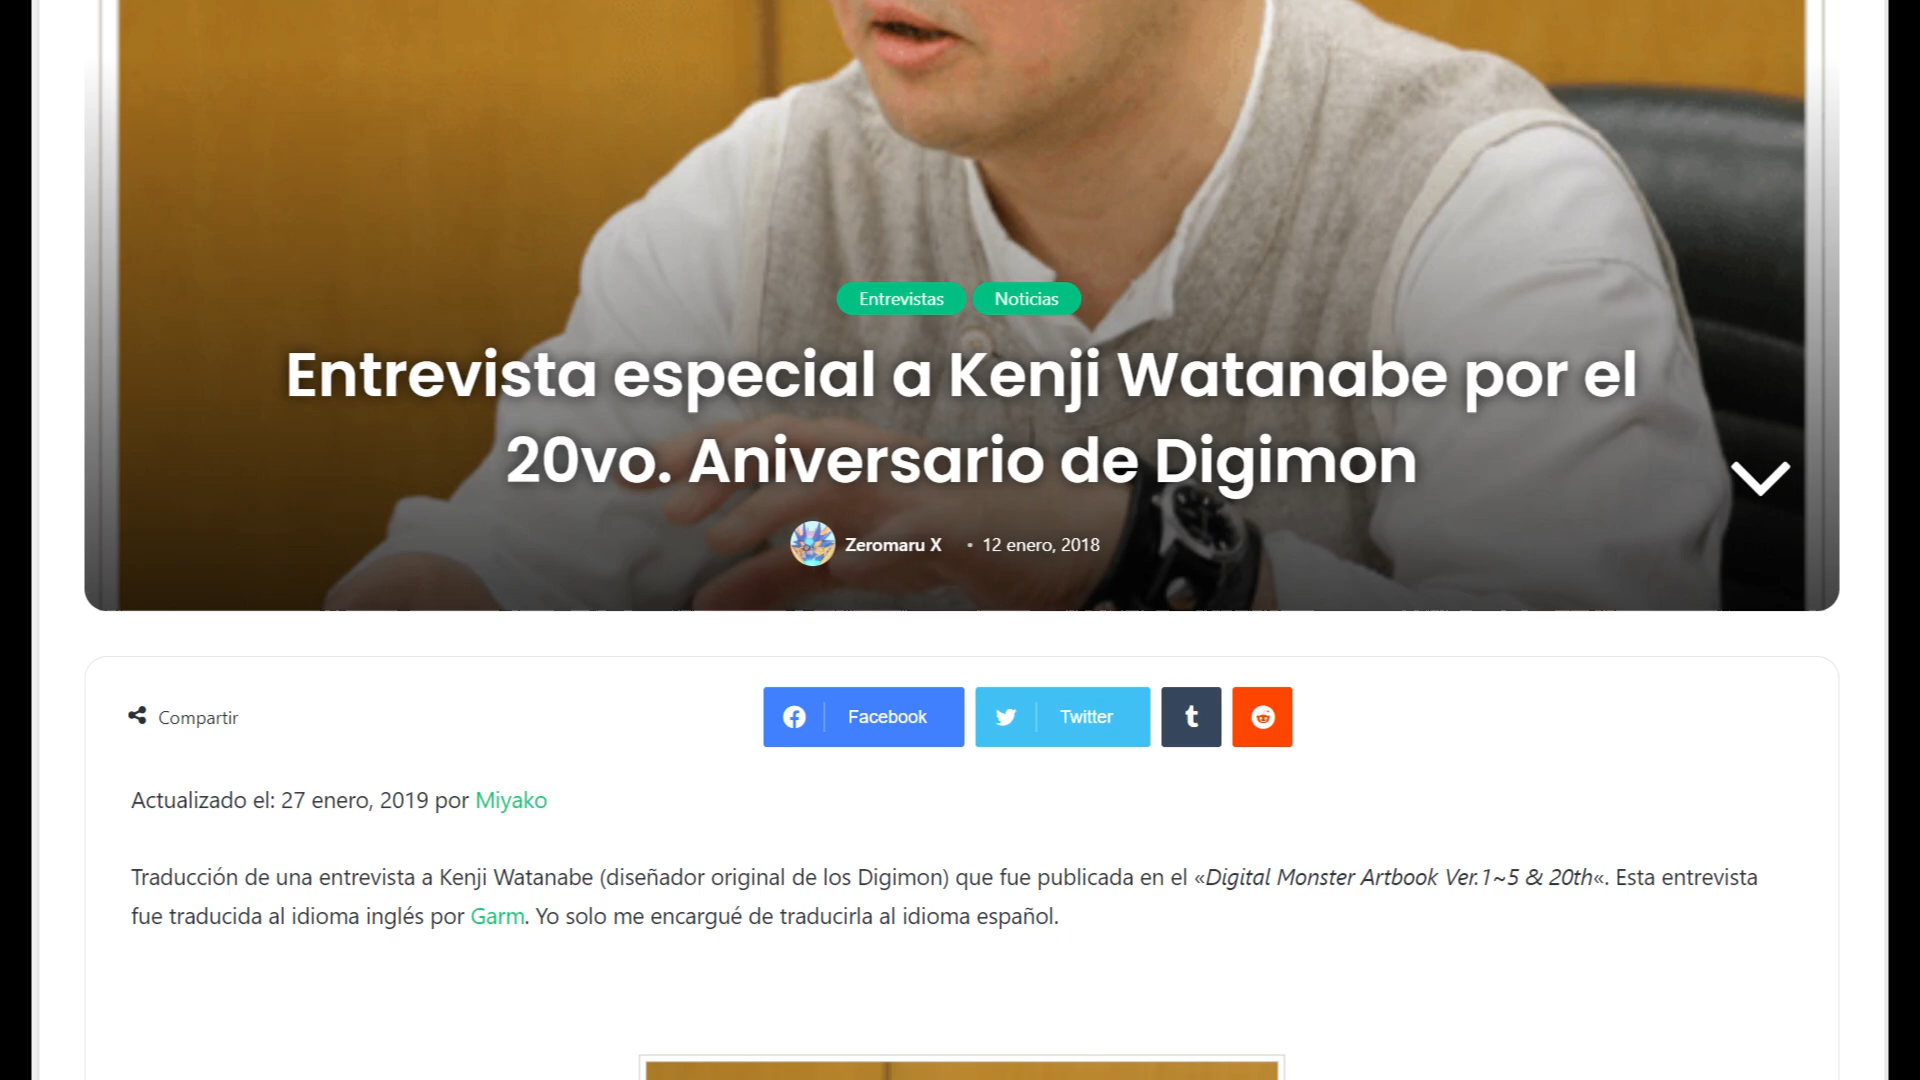 Entrevistas Noticias
Entrevista especial a Kenji Watanabe por el
20vo. Aniversario de Digimon
Zeromaru X • 12 enero, 2018
Compartir
Facebook
Twitter
t
Actualizado el: 27 enero, 2019 por Miyako
Traducción de una entrevista a Kenji Watanabe (diseñador original de los Digimon) que fue publicada en el «Digital Monster Artbook Ver.1~5 & 20th«. Esta entrevista
fue traducida al idioma inglés por Garm. Yo solo me encargué de traducirla al idioma español.